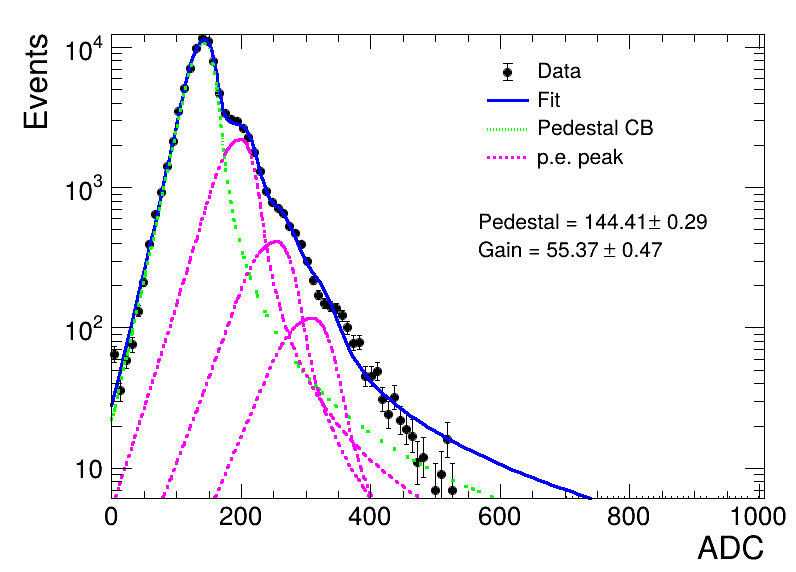 Events
10⁴
10³
10²
10
Data
Fit
Pedestal CB
p.e. peak
Pedestal = 144.41± 0.29
Gain = 55.37 ± 0.47
0 200 400 600 800 1000
ADC